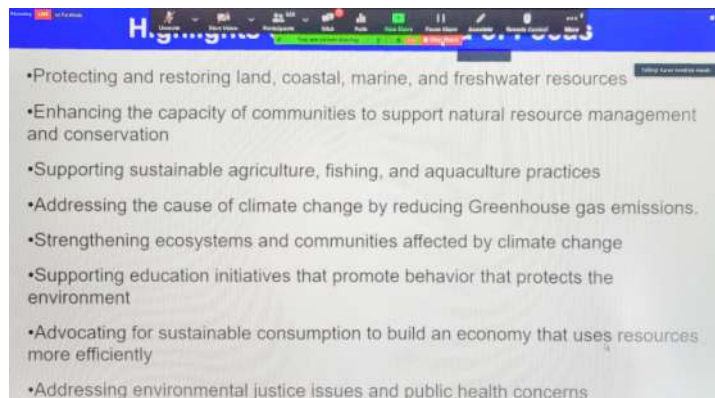 LIVE
•Protecting and restoring land, coastal, marine, and freshwater resources
•Enhancing the capacity of communities to support natural resource management
and conservation
•Supporting sustainable agriculture, fishing, and aquaculture practices
•Addressing the cause of climate change by reducing Greenhouse gas emissions.
•Strengthening ecosystems and communities affected by climate change
•Supporting education initiatives that promote behavior that protects the
environment
•Advocating for sustainable consumption to build an economy that uses resources
more efficiently
•Addressing environmental justice issues and public health concerns